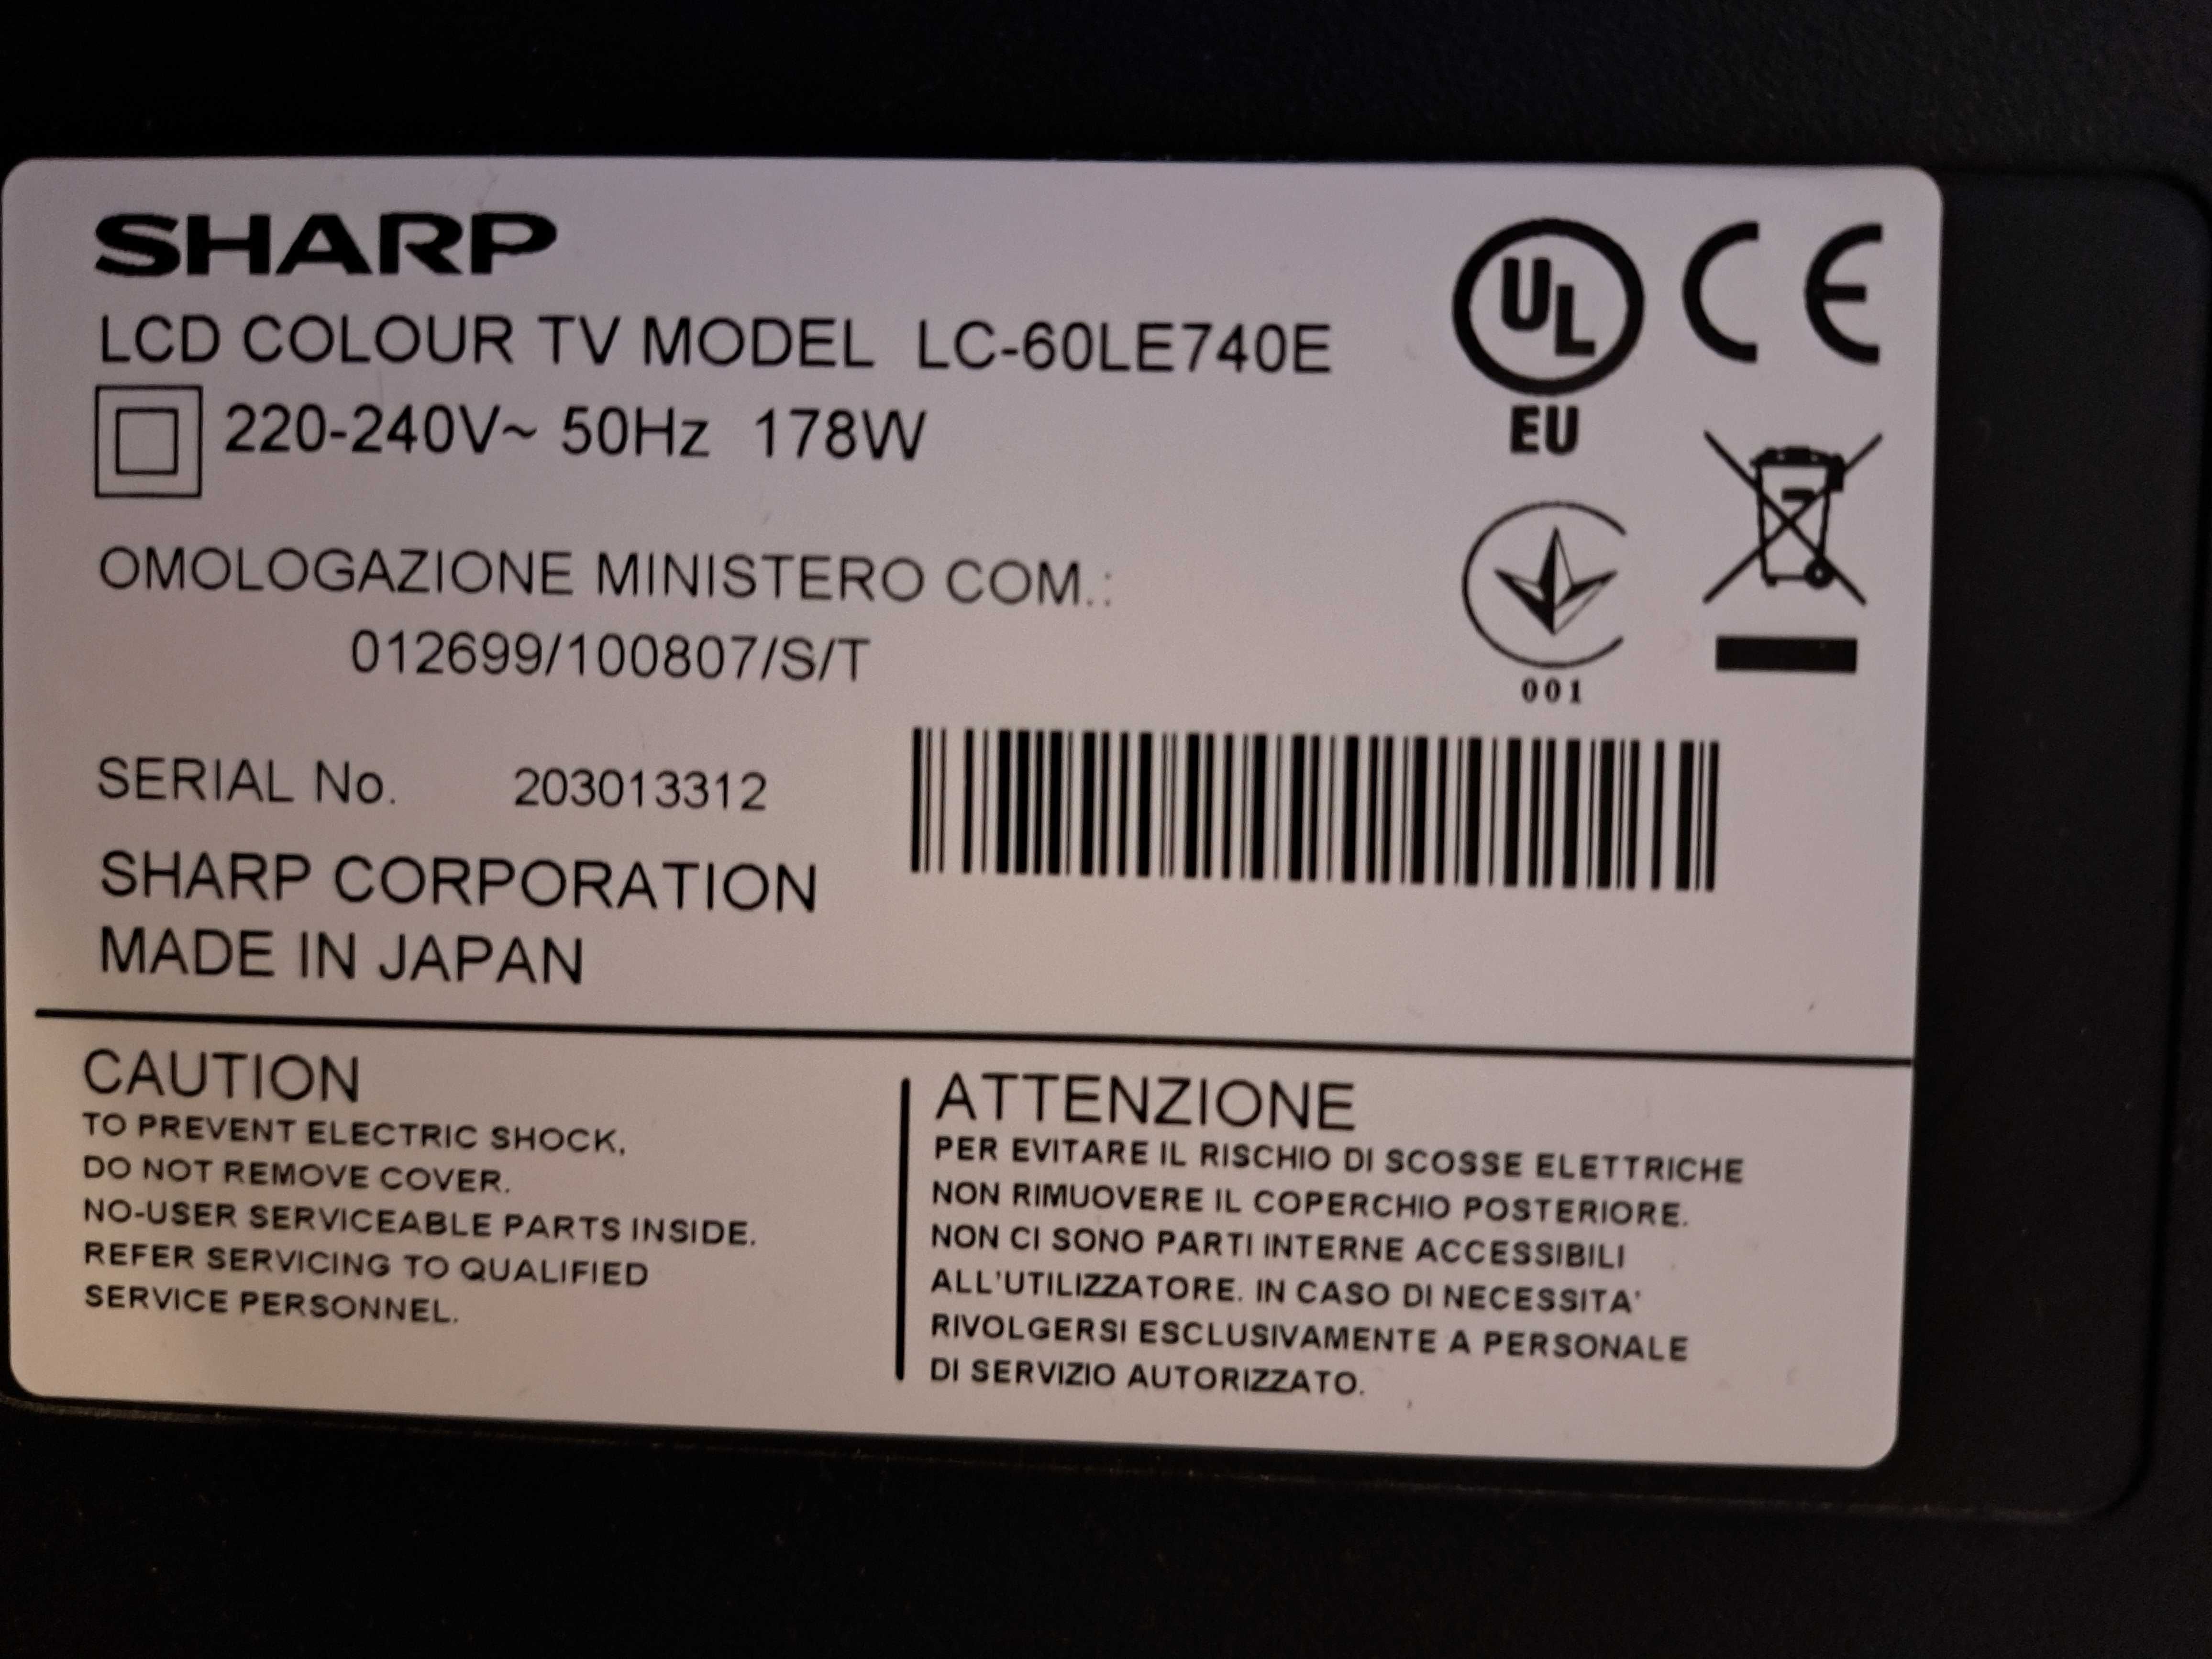 SHARP
LCD COLOUR TV MODEL LC-60LE740E
220-240V~ 50Hz 178W
UL
EU
CE
OMOLOGAZIONE MINISTERO COM.:
012699/100807/S/T
001
SERIAL No. 203013312
SHARP CORPORATION
MADE IN JAPAN
CAUTION
TO PREVENT ELECTRIC SHOCK,
DO NOT REMOVE COVER.
NO-USER SERVICEABLE PARTS INSIDE.
REFER SERVICING TO QUALIFIED
SERVICE PERSONNEL.
ATTENZIONE
PER EVITARE IL RISCHIO DI SCOSSE ELETTRICHE
NON RIMUOVERE IL COPERCHIO POSTERIORE.
NON CI SONO PARTI INTERNE ACCESSIBILI
ALL'UTILIZZATORE. IN CASO DI NECESSITA'
RIVOLGERSI ESCLUSIVAMENTE A PERSONALE
DI SERVIZIO AUTORIZZATO.